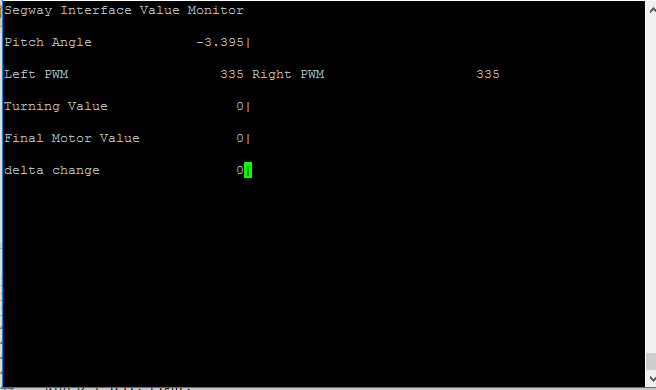 Segway Interface Value Monitor
Pitch Angle -3.395|
Left PWM 335 Right PWM 335
Turning Value 0|
Final Motor Value 0|
delta change 0|